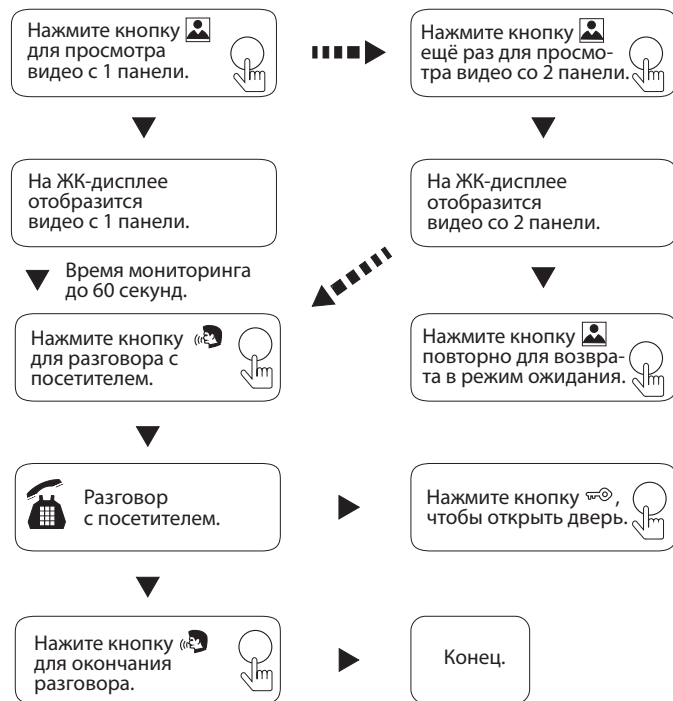 Нажмите кнопку
для просмотра
видео с 1 панели.
Нажмите кнопку
ещё раз для просмо-
тра видео со 2 панели.
На ЖК-дисплее
отобразится
видео с 1 панели.
На ЖК-дисплее
отобразится
видео со 2 панели.
Время мониторинга
до 60 секунд.
Нажмите кнопку
для разговора с
посетителем.
Нажмите кнопку
повторно для возвра-
та в режим ожидания.
Разговор
с посетителем.
Нажмите кнопку ,
чтобы открыть дверь.
Нажите кнопку
для окончания
разговора.
Конец.